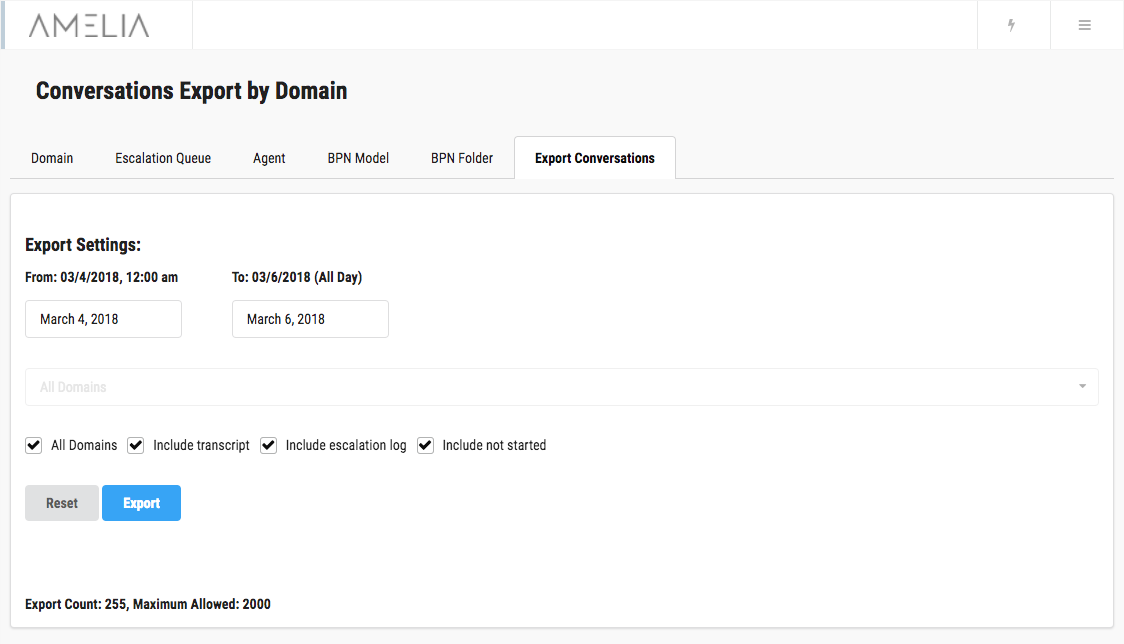 AMELIA
Conversations Export by Domain
Domain Escalation Queue Agent BPN Model BPN Folder Export Conversations
Export Settings:
From: 03/4/2018, 12:00 am To: 03/6/2018 (All Day)
March 4, 2018 March 6, 2018
All Domains
All Domains Include transcript Include escalation log Include not started
Reset Export
Export Count: 255, Maximum Allowed: 2000